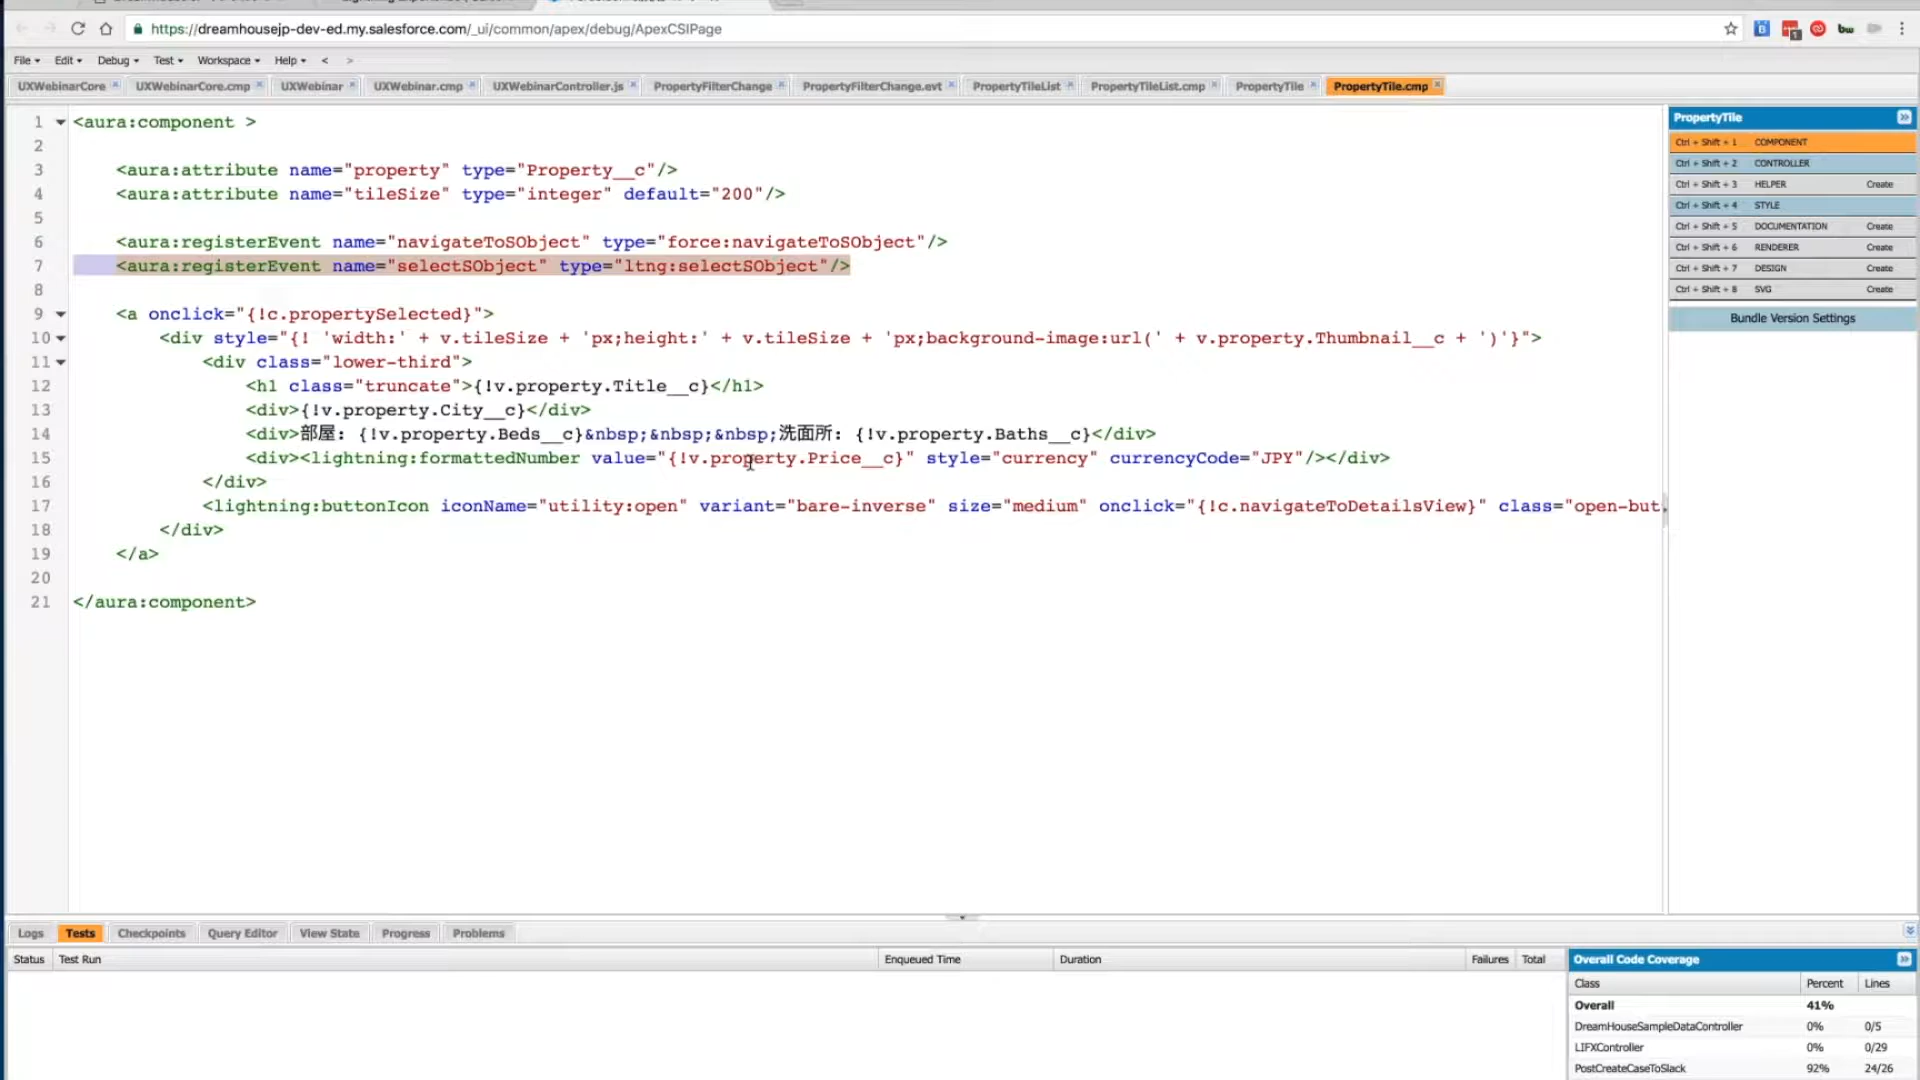 https://dreamhousejp-dev-ed.my.salesforce.com/_ui/common/apex/debug/ApexCSIPage
File Edit Debug Test Workspace Help < >
UXWebinarCore UXWebinarCore.cmp UXWebinar UXWebinar.cmp UXWebinarController.js PropertyFilterChange PropertyFilterChange.evt PropertyTileList PropertyTileList.cmp PropertyTile PropertyTile.cmp
1 <aura:component >
2
3 <aura:attribute name="property" type="Property__c"/>
4 <aura:attribute name="tileSize" type="integer" default="200"/>
5
6 <aura:registerEvent name="navigateToSObject" type="force:navigateToSObject"/>
7 <aura:registerEvent name="selectSObject" type="ltng:selectSObject"/>
8
9 <a onclick="{!c.propertySelected}">
10 <div style="{! 'width:' + v.tileSize + 'px;height:' + v.tileSize + 'px;background-image:url(' + v.property.Thumbnail__c + ')'}">
11 <div class="lower-third">
12 <h1 class="truncate">{!v.property.Title__c}</h1>
13 <div>{!v.property.City__c}</div>
14 <div>部屋: {!v.property.Beds__c}&nbsp;&nbsp;&nbsp;洗面所: {!v.property.Baths__c}</div>
15 <div><lightning:formattedNumber value="{!v.property.Price__c}" style="currency" currencyCode="JPY"/></div>
16 </div>
17 <lightning:buttonIcon iconName="utility:open" variant="bare-inverse" size="medium" onclick="{!c.navigateToDetailsView}" class="open-but
18 </div>
19 </a>
20
21 </aura:component>
PropertyTile
Ctrl + Shift + 1 COMPONENT
Ctrl + Shift + 2 CONTROLLER
Ctrl + Shift + 3 HELPER Create
Ctrl + Shift + 4 STYLE
Ctrl + Shift + 5 DOCUMENTATION Create
Ctrl + Shift + 6 RENDERER Create
Ctrl + Shift + 7 DESIGN Create
Ctrl + Shift + 8 SVG Create
Bundle Version Settings
Logs Tests Checkpoints Query Editor View State Progress Problems
Status Test Run Enqueued Time Duration Failures Total
Overall Code Coverage
Class Percent Lines
Overall 41%
DreamHouseSampleDataController 0% 0/5
LIFXController 0% 0/29
PostCreateCaseToSlack 92% 24/26